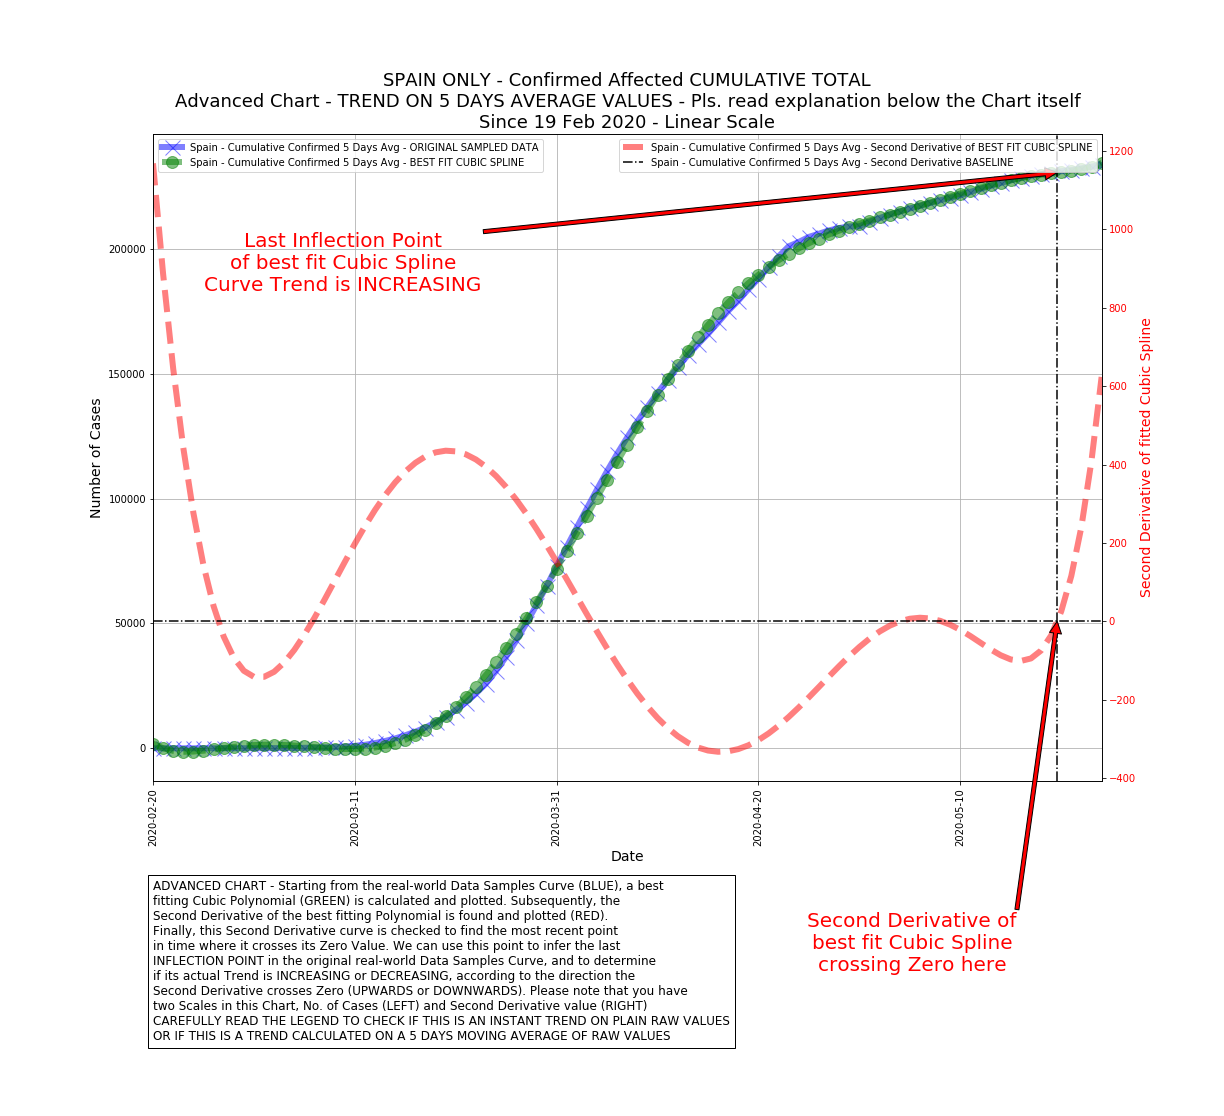 SPAIN ONLY - Confirmed Affected CUMULATIVE TOTAL
Advanced Chart - TREND ON 5 DAYS AVERAGE VALUES - Pls. read explanation below the Chart itself
Since 19 Feb 2020 - Linear Scale
Spain - Cumulative Confirmed 5 Days Avg - ORIGINAL SAMPLED DATA
Spain - Cumulative Confirmed 5 Days Avg - BEST FIT CUBIC SPLINE
Spain - Cumulative Confirmed 5 Days Avg - Second Derivative of BEST FIT CUBIC SPLINE
Spain - Cumulative Confirmed 5 Days Avg - Second Derivative BASELINE
Last Inflection Point
of best fit Cubic Spline
Curve Trend is INCREASING
Number of Cases
200000
150000
100000
50000
0
1200
1000
800
600
400
200
0
−200
−400
Second Derivative of fitted Cubic Spline
2020-02-20
2020-03-11
2020-03-31
2020-04-20
2020-05-10
Date
ADVANCED CHART - Starting from the real-world Data Samples Curve (BLUE), a best
fitting Cubic Polynomial (GREEN) is calculated and plotted. Subsequently, the
Second Derivative of the best fitting Polynomial is found and plotted (RED).
Finally, this Second Derivative curve is checked to find the most recent point
in time where it crosses its Zero Value. We can use this point to infer the last
INFLECTION POINT in the original real-world Data Samples Curve, and to determine
if its actual Trend is INCREASING or DECREASING, according to the direction the
Second Derivative crosses Zero (UPWARDS or DOWNWARDS). Please note that you have
two Scales in this Chart, No. of Cases (LEFT) and Second Derivative value (RIGHT)
CAREFULLY READ THE LEGEND TO CHECK IF THIS IS AN INSTANT TREND ON PLAIN RAW VALUES
OR IF THIS IS A TREND CALCULATED ON A 5 DAYS MOVING AVERAGE OF RAW VALUES
Second Derivative of
best fit Cubic Spline
crossing Zero here